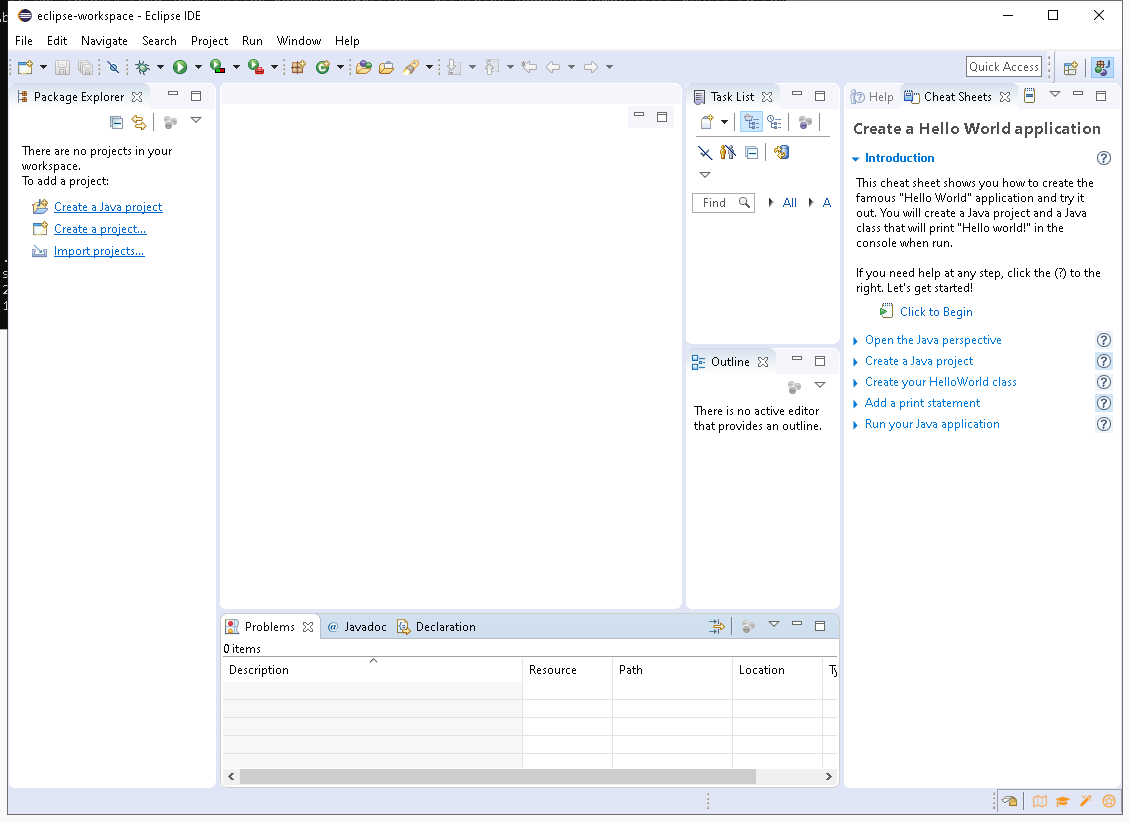 eclipse-workspace - Eclipse IDE
File Edit Navigate Search Project Run Window Help
Quick Access
Package Explorer
There are no projects in your
workspace.
To add a project:
Create a Java project
Create a project...
Import projects...
Task List
Find
All
A
Outline
There is no active editor
that provides an outline.
Help
Cheat Sheets
Create a Hello World application
Introduction
This cheat sheet shows you how to create the
famous "Hello World" application and try it
out. You will create a Java project and a Java
class that will print "Hello world!" in the
console when run.
If you need help at any step, click the (?) to the
right. Let's get started!
Click to Begin
Open the Java perspective
Create a Java project
Create your HelloWorld class
Add a print statement
Run your Java application
Problems
@ Javadoc
Declaration
0 items
Description Resource Path Location